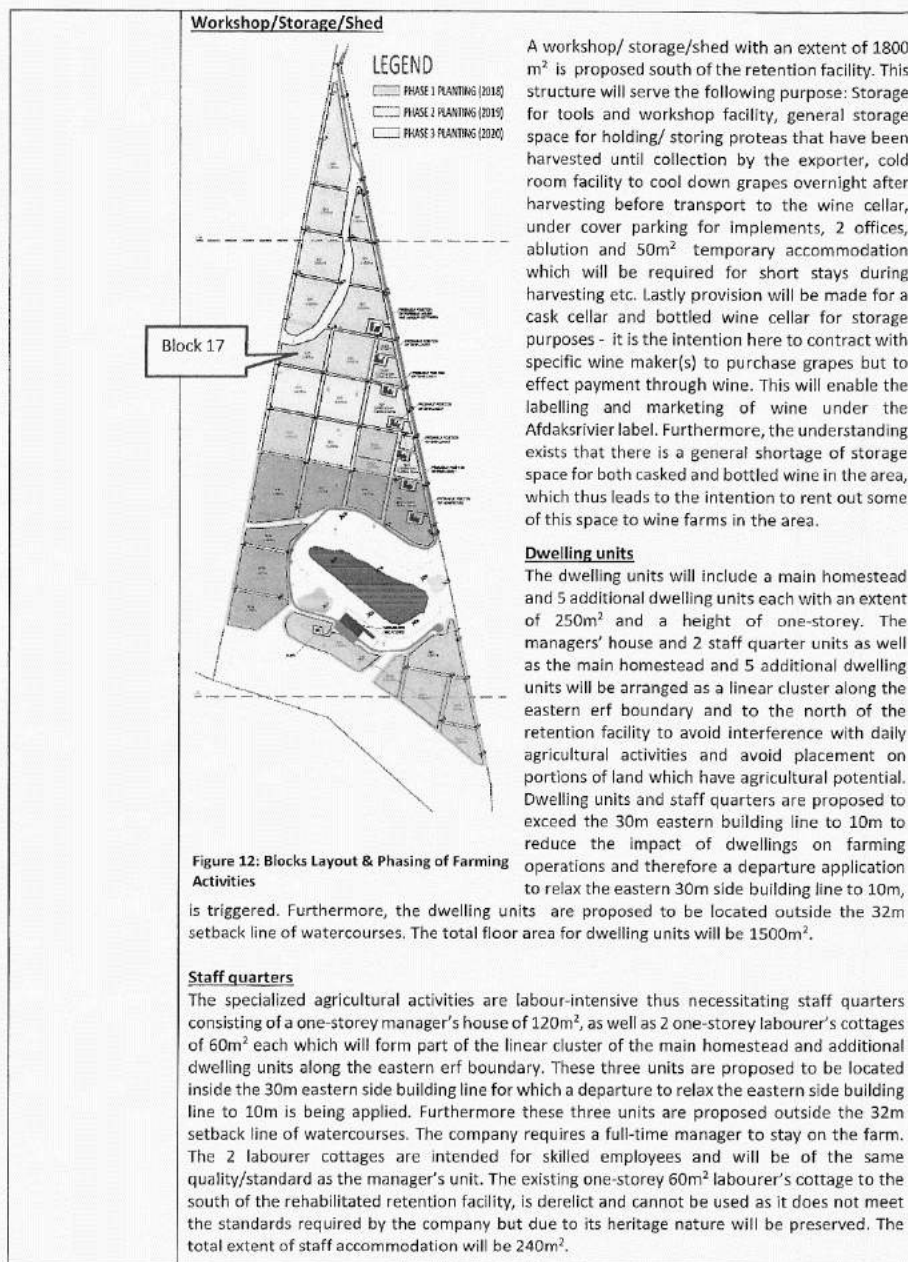 Workshop/Storage/Shed
LEGEND
PHASE 1 PLANTING (2018)
PHASE 2 PLANTING (2019)
PHASE 3 PLANTING (2020)
Block 17
Figure 12: Blocks Layout & Phasing of Farming
Activities
A workshop/ storage/shed with an extent of 1800
m² is proposed south of the retention facility. This
structure will serve the following purpose: Storage
for tools and workshop facility, general storage
space for holding/ storing proteas that have been
harvested until collection by the exporter, cold
room facility to cool down grapes overnight after
harvesting before transport to the wine cellar,
under cover parking for implements, 2 offices,
ablution and 50m² temporary accommodation
which will be required for short stays during
harvesting etc. Lastly provision will be made for a
cask cellar and bottled wine cellar for storage
purposes - it is the intention here to contract with
specific wine maker(s) to purchase grapes but to
effect payment through wine. This will enable the
labelling and marketing of wine under the
Afdaksrivier label. Furthermore, the understanding
exists that there is a general shortage of storage
space for both casked and bottled wine in the area,
which thus leads to the intention to rent out some
of this space to wine farms in the area.
Dwelling units
The dwelling units will include a main homestead
and 5 additional dwelling units each with an extent
of 250m² and a height of one-storey. The
managers' house and 2 staff quarter units as well
as the main homestead and 5 additional dwelling
units will be arranged as a linear cluster along the
eastern erf boundary and to the north of the
retention facility to avoid interference with daily
agricultural activities and avoid placement on
portions of land which have agricultural potential.
Dwelling units and staff quarters are proposed to
exceed the 30m eastern building line to 10m to
reduce the impact of dwellings on farming
operations and therefore a departure application
to relax the eastern 30m side building line to 10m,
is triggered. Furthermore, the dwelling units are proposed to be located outside the 32m
setback line of watercourses. The total floor area for dwelling units will be 1500m².
Staff quarters
The specialized agricultural activities are labour-intensive thus necessitating staff quarters
consisting of a one-storey manager's house of 120m², as well as 2 one-storey labourer's cottages
of 60m² each which will form part of the linear cluster of the main homestead and additional
dwelling units along the eastern erf boundary. These three units are proposed to be located
inside the 30m eastern side building line for which a departure to relax the eastern side building
line to 10m is being applied. Furthermore these three units are proposed outside the 32m
setback line of watercourses. The company requires a full-time manager to stay on the farm.
The 2 labourer cottages are intended for skilled employees and will be of the same
quality/standard as the manager's unit. The existing one-storey 60m² labourer's cottage to the
south of the rehabilitated retention facility, is derelict and cannot be used as it does not meet
the standards required by the company but due to its heritage nature will be preserved. The
total extent of staff accommodation will be 240m².